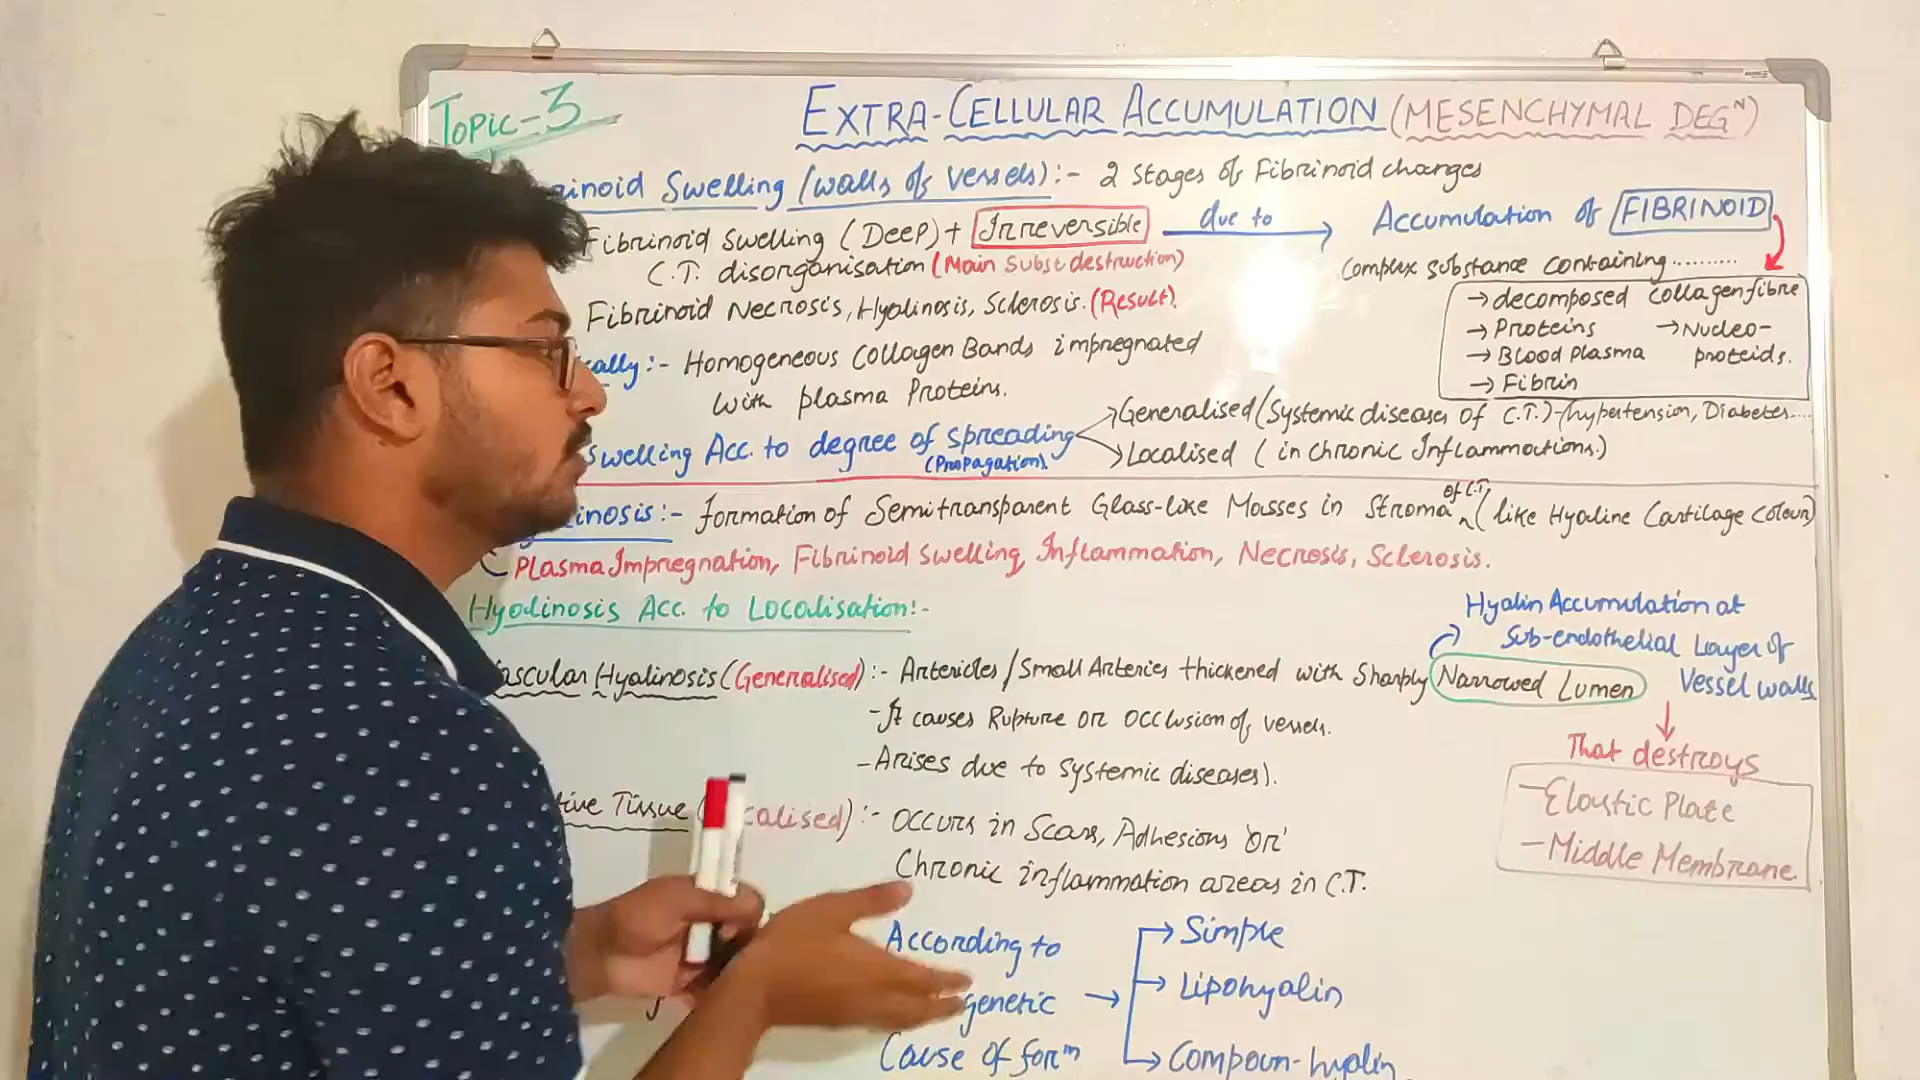 Topic-3
EXTRA-CELLULAR ACCUMULATION (MESENCHYMAL DEGᴺ)
inoid Swelling (walls of vessels):- 2 stages of Fibrinoid changes
Fibrinoid Swelling (Deep) + Irreversible due to Accumulation of FIBRINOID
C.T. disorganisation (Main Subst destruction)
Complex substance containing..........
Fibrinoid Necrosis, Hyalinosis, Sclerosis. (Result).
→ decomposed collagen fibre
→ Proteins → Nucleo-
→ Blood plasma proteids.
→ Fibrin
cally:- Homogeneous Collagen Bands impregnated
with plasma Proteins.
Swelling Acc. to degree of spreading
(Propagation).
Generalised (Systemic diseases of C.T.)-(hypertension, Diabetes....
Localised ( in chronic Inflammations.)
inosis:- Formation of Semitransparent Glass-like Masses in Stroma of C.T. (like Hyaline Cartilage colour)
Plasma Impregnation, Fibrinoid Swelling, Inflammation, Necrosis, Sclerosis.
Hyalinosis Acc. to Localisation:-
Hyalin Accumulation at
Sub-endothelial Layer of
Vessel walls
ascular Hyalinosis (Generalised):- Arterioles/Small Arteries thickened with Sharply Narrowed Lumen
- It causes Rupture or occlusion of vessels.
- Arises due to systemic diseases).
That destroys
- Elastic Plate
- Middle Membrane
tive Tissue ( calised):- Occurs in Scars, Adhesions 'or'
Chronic inflammation areas in C.T.
According to
genetic →
Cause of forᵐ
→ Simple
→ Lipohyalin
→ Compoun-hyalin